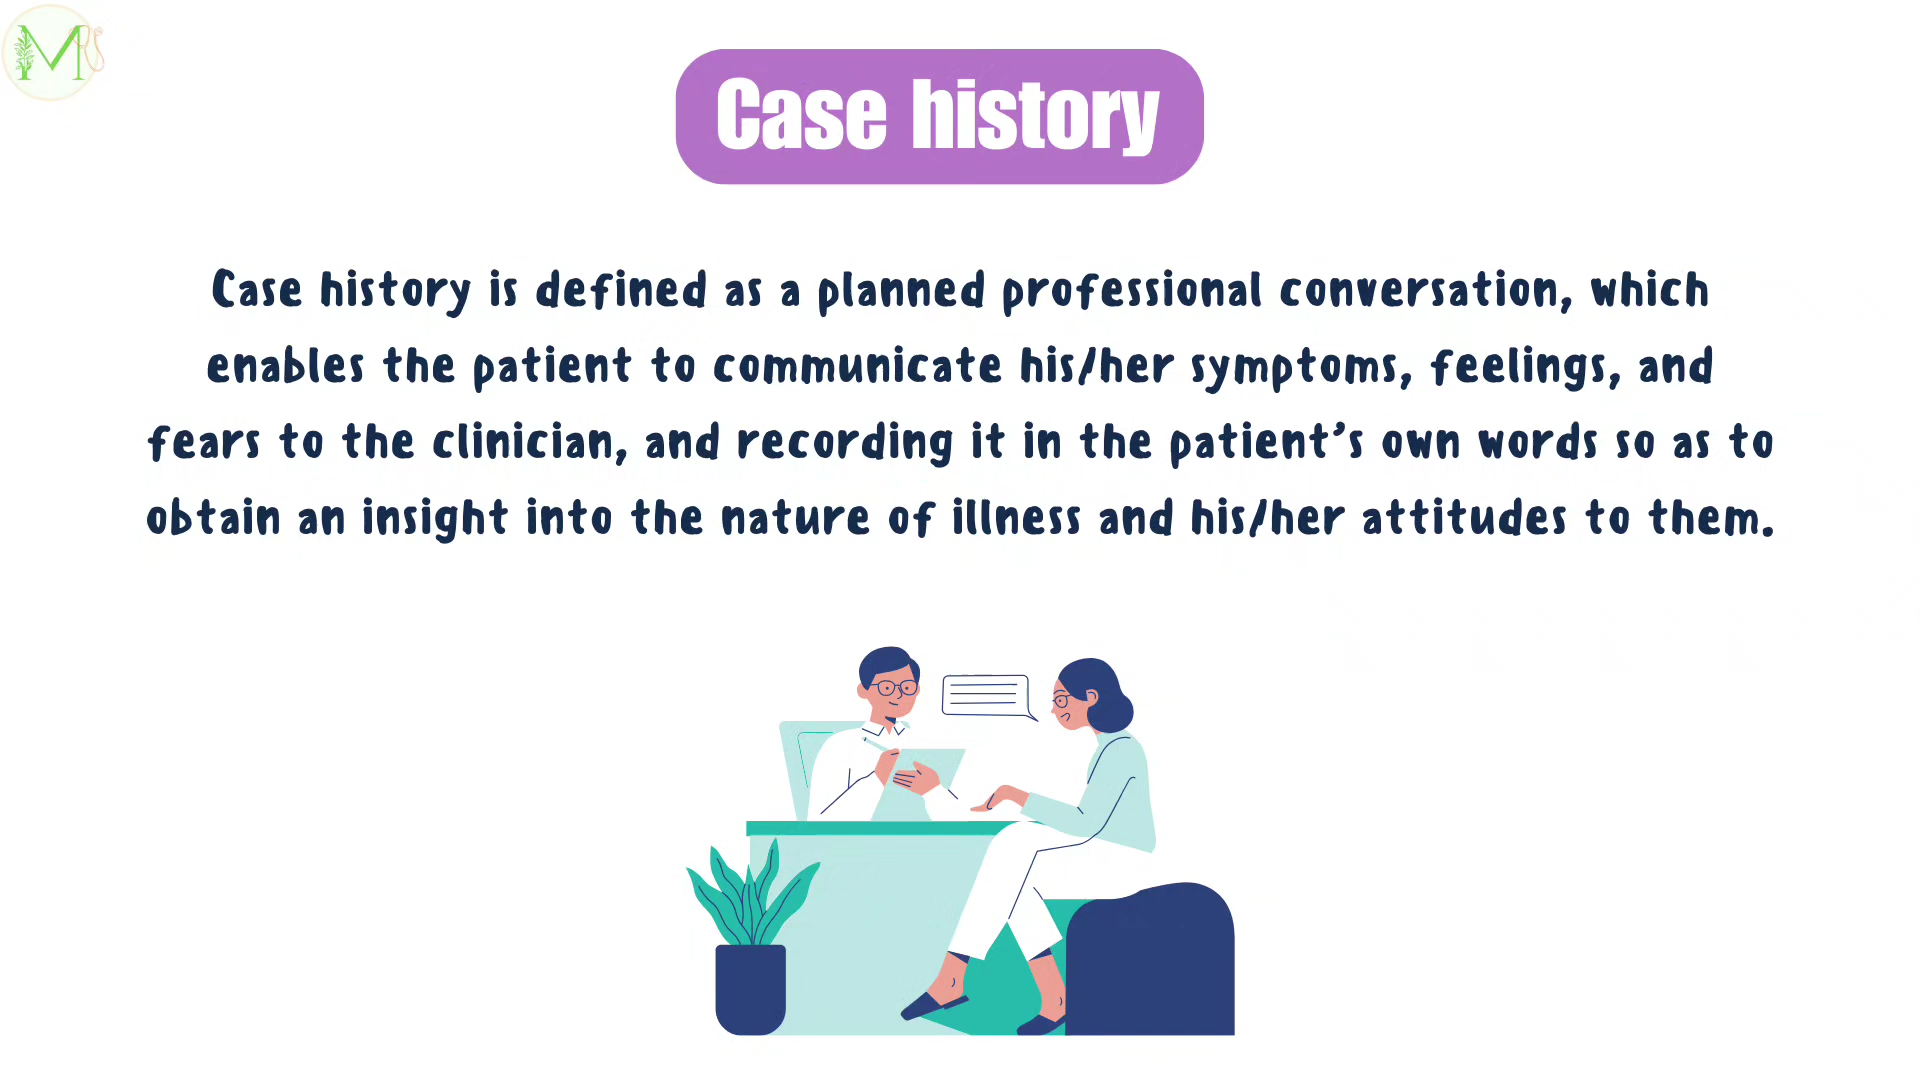 MRS
Case history
Case history is defined as a planned professional conversation, which
enables the patient to communicate his/her symptoms, feelings, and
fears to the clinician, and recording it in the patient's own words so as to
obtain an insight into the nature of illness and his/her attitudes to them.